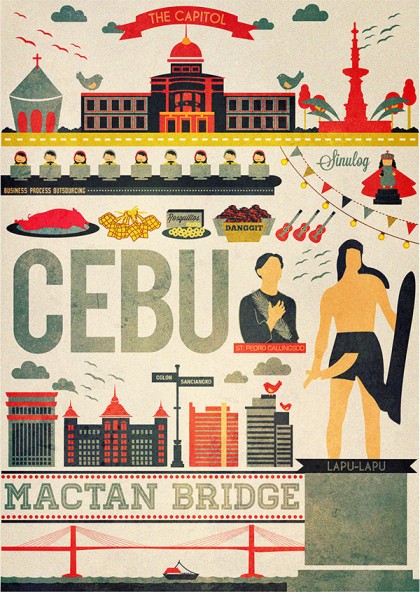 THE CAPITOL
Sinulog
BUSINESS PROCESS OUTSOURCING
Rosquillos
DANGGIT
CEBU
ST. PEDRO CALUNGSOD
COLON
SANCIANGKO
LAPU-LAPU
MACTAN BRIDGE